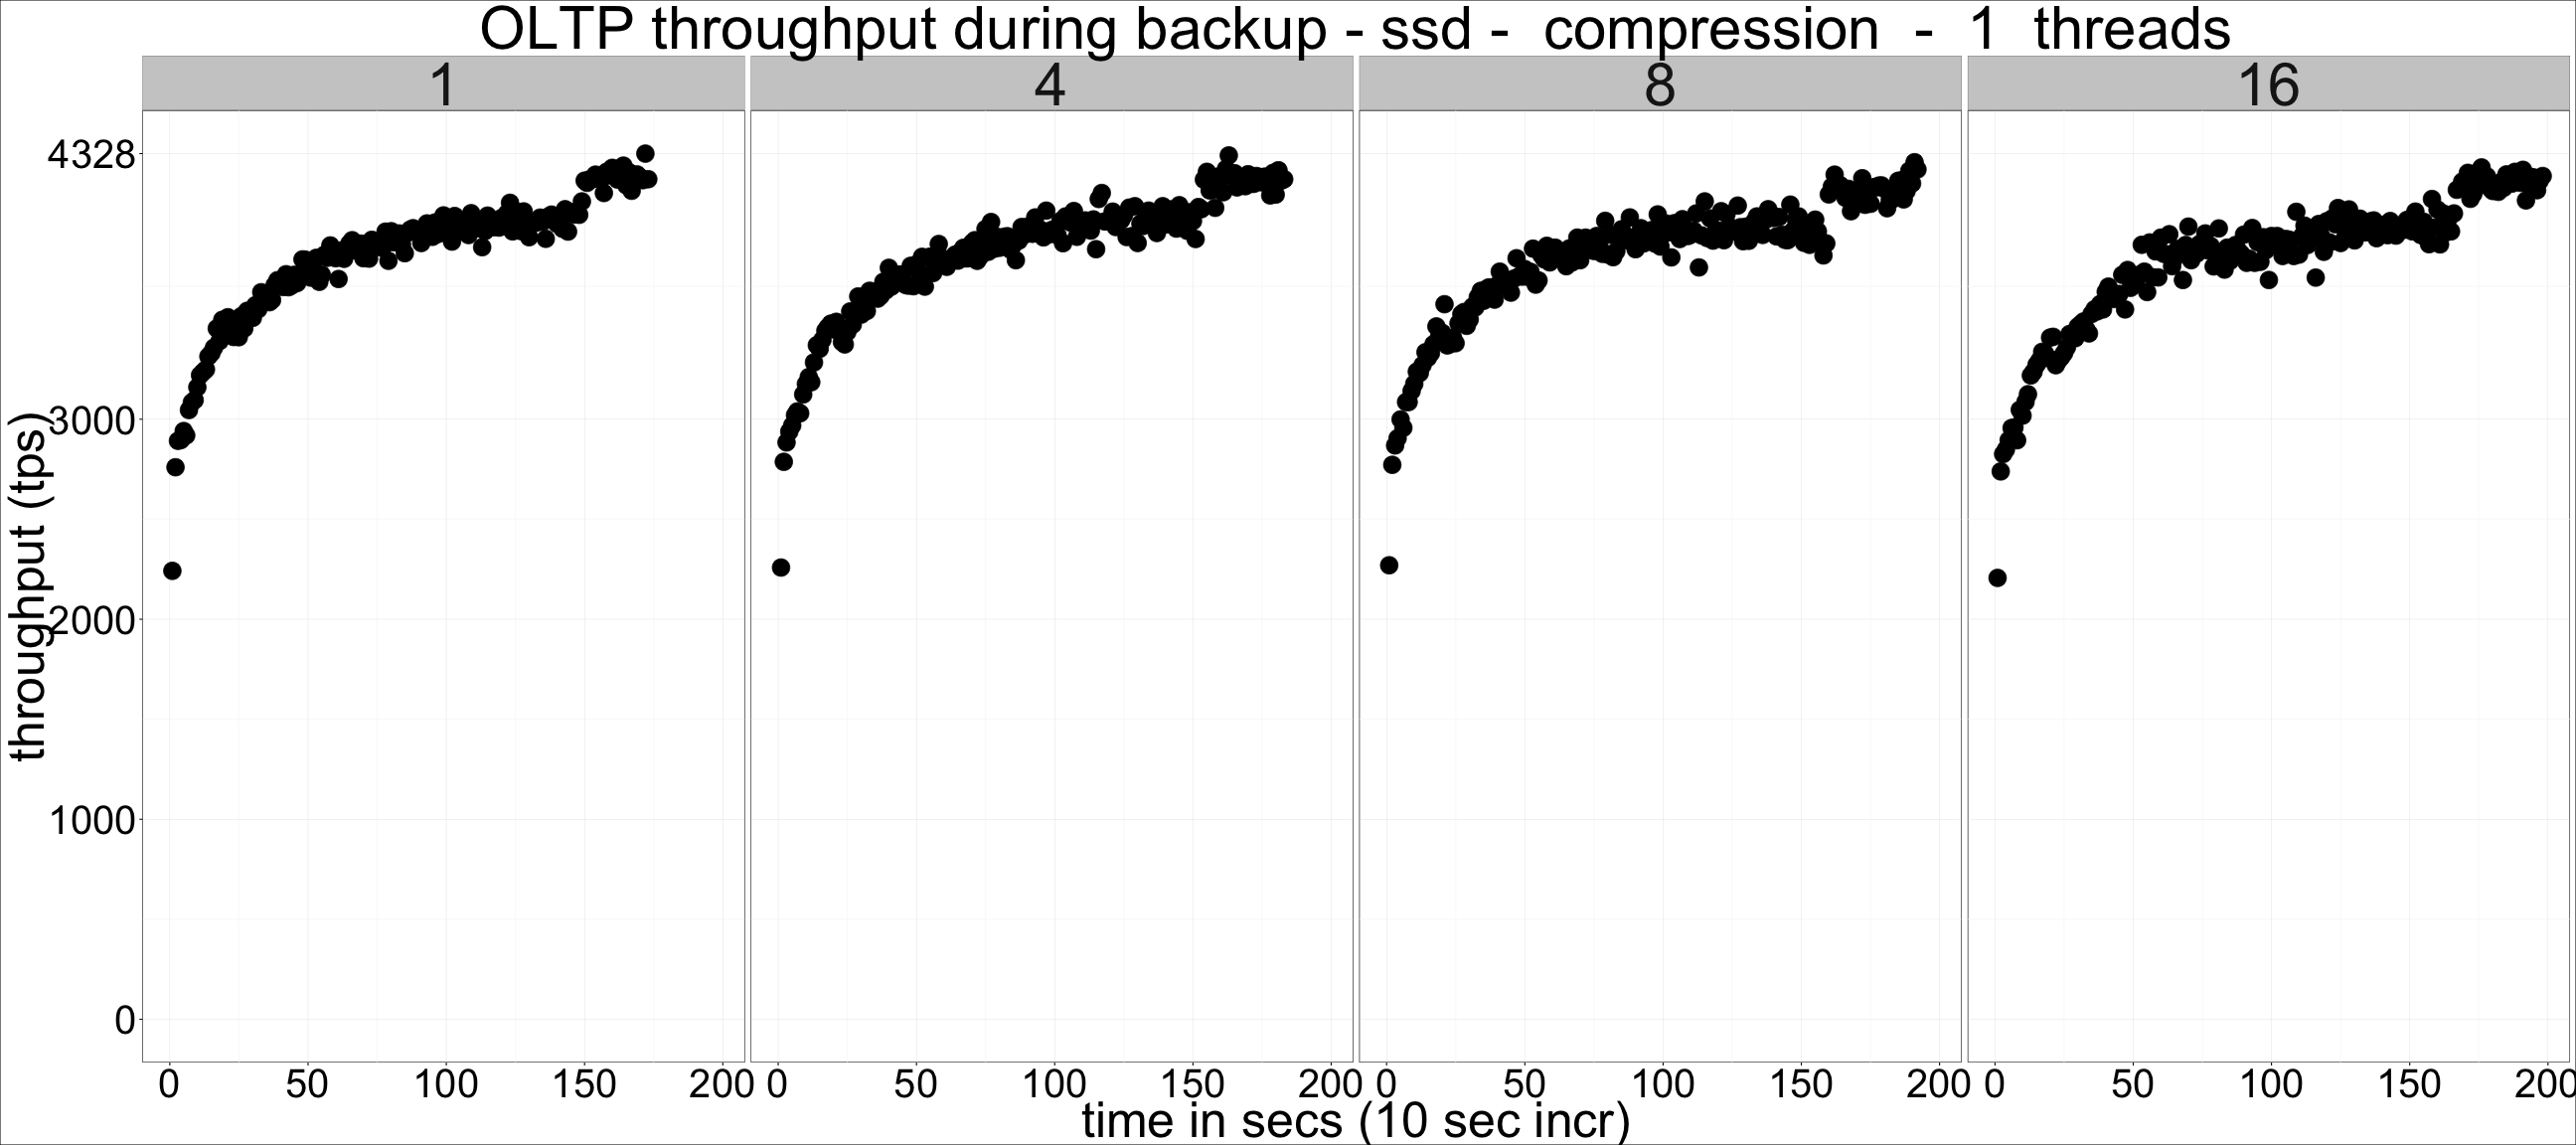 OLTP throughput during backup - ssd - compression - 1 threads
1 4 8 16
4328
3000
2000
1000
0
throughput (tps)
0 50 100 150 200 0 50 100 150 200 0 50 100 150 200 0 50 100 150 200
time in secs (10 sec incr)